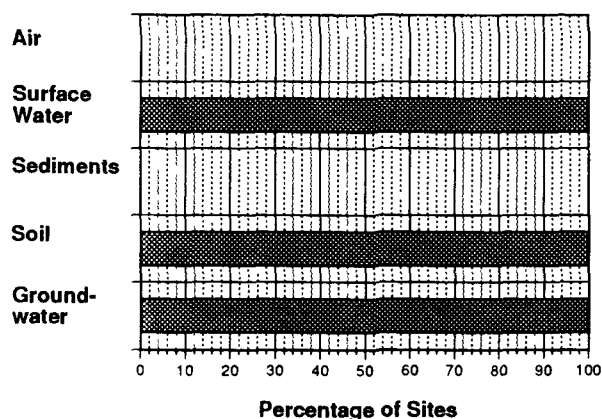 Air
Surface
Water
Sediments
Soil
Ground-
water
0 10 20 30 40 50 60 70 80 90 100
Percentage of Sites